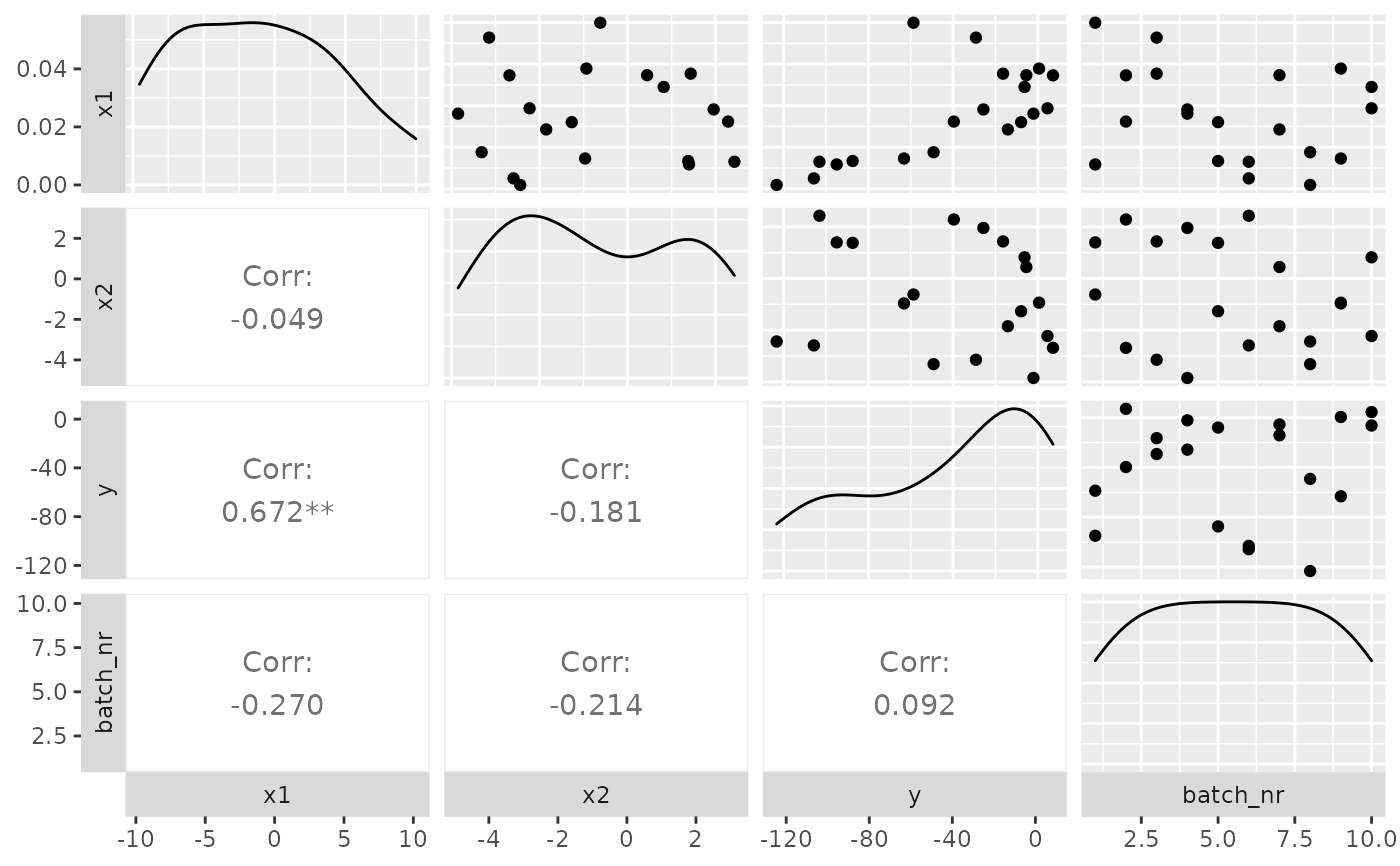 0.04
0.02
0.00
x1
2
0
-2
-4
x2
Corr:
-0.049
0
-40
-80
-120
y
Corr:
0.672**
Corr:
-0.181
10.0
7.5
5.0
2.5
batch_nr
Corr:
-0.270
Corr:
-0.214
Corr:
0.092
x1 x2 y batch_nr
-10 -5 0 5 10 -4 -2 0 2 -120 -80 -40 0 2.5 5.0 7.5 10.0